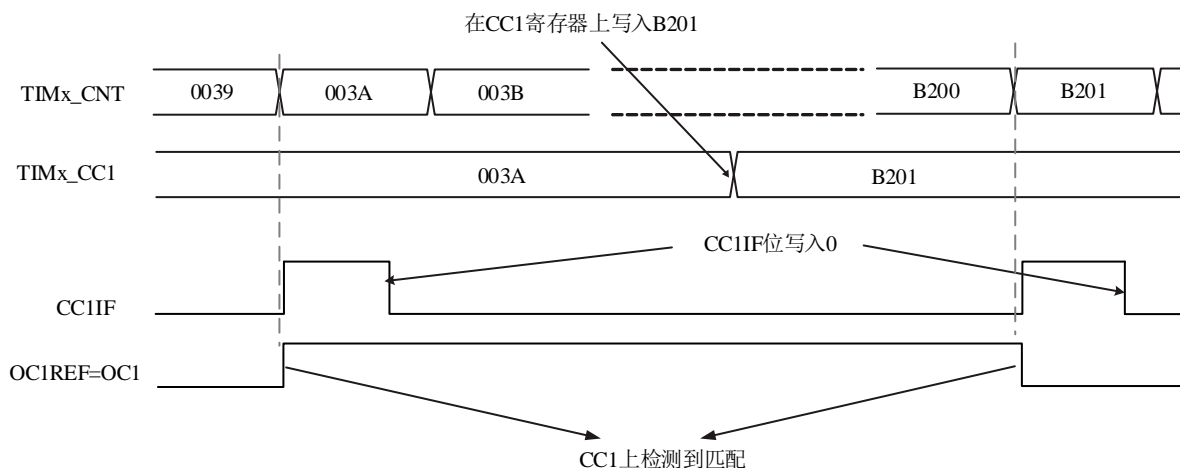 在CC1寄存器上写入B201
TIMx_CNT 0039 003A 003B B200 B201
TIMx_CC1 003A B201
CC1IF位写入0
CC1IF
OC1REF=OC1
CC1上检测到匹配